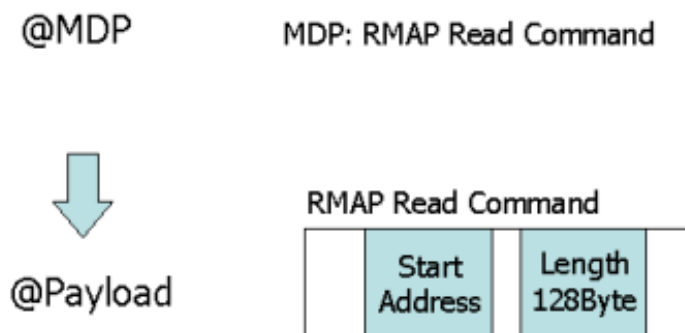 @MDP
MDP: RMAP Read Command
RMAP Read Command
@Payload
Start
Address
Length
128Byte